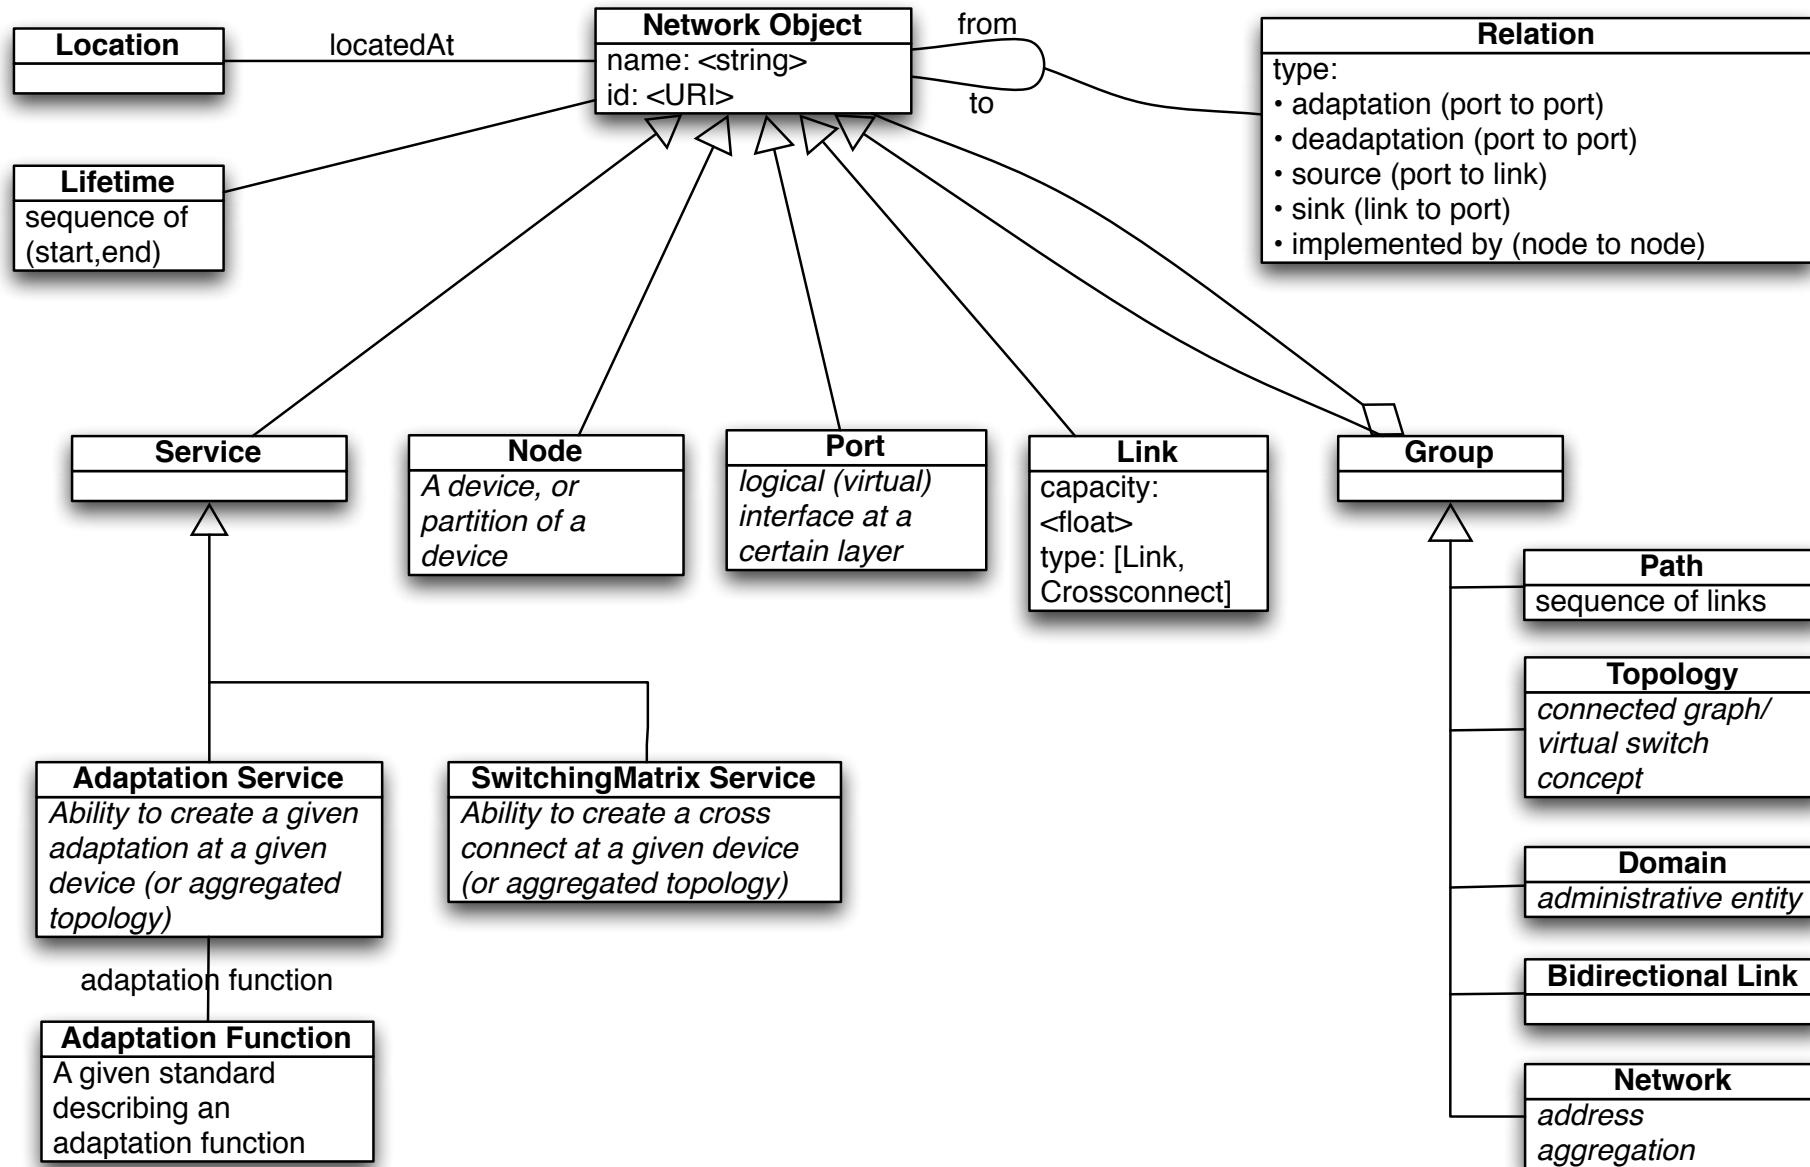 Location
locatedAt
Network Object
name: <string>
id: <URI>
from
to
Relation
type:
• adaptation (port to port)
• deadaptation (port to port)
• source (port to link)
• sink (link to port)
• implemented by (node to node)
Lifetime
sequence of
(start,end)
Service
Node
A device, or
partition of a
device
Port
logical (virtual)
interface at a
certain layer
Link
capacity:
<float>
type: [Link,
Crossconnect]
Group
Path
sequence of links
Topology
connected graph/
virtual switch
concept
Domain
administrative entity
Bidirectional Link
Network
address
aggregation
Adaptation Service
Ability to create a given
adaptation at a given
device (or aggregated
topology)
SwitchingMatrix Service
Ability to create a cross
connect at a given device
(or aggregated topology)
adaptation function
Adaptation Function
A given standard
describing an
adaptation function